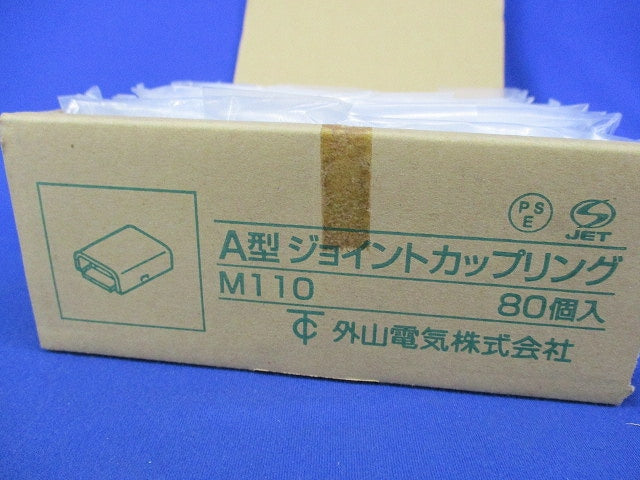 PS
E
JET
A型 ジョイントカップリング
M110 80個入
外山電気株式会社